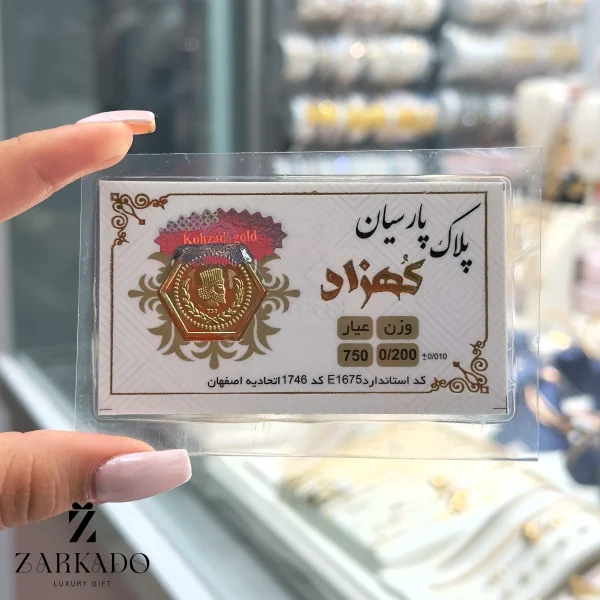 پلاک پارسیان
Kohzad gold
کهزاد
وزن عیار
0/200 750
±0/010
کد استاندارد E1675 کد 1746 اتحادیه اصفهان
ZARKADO
LUXURY GIFT